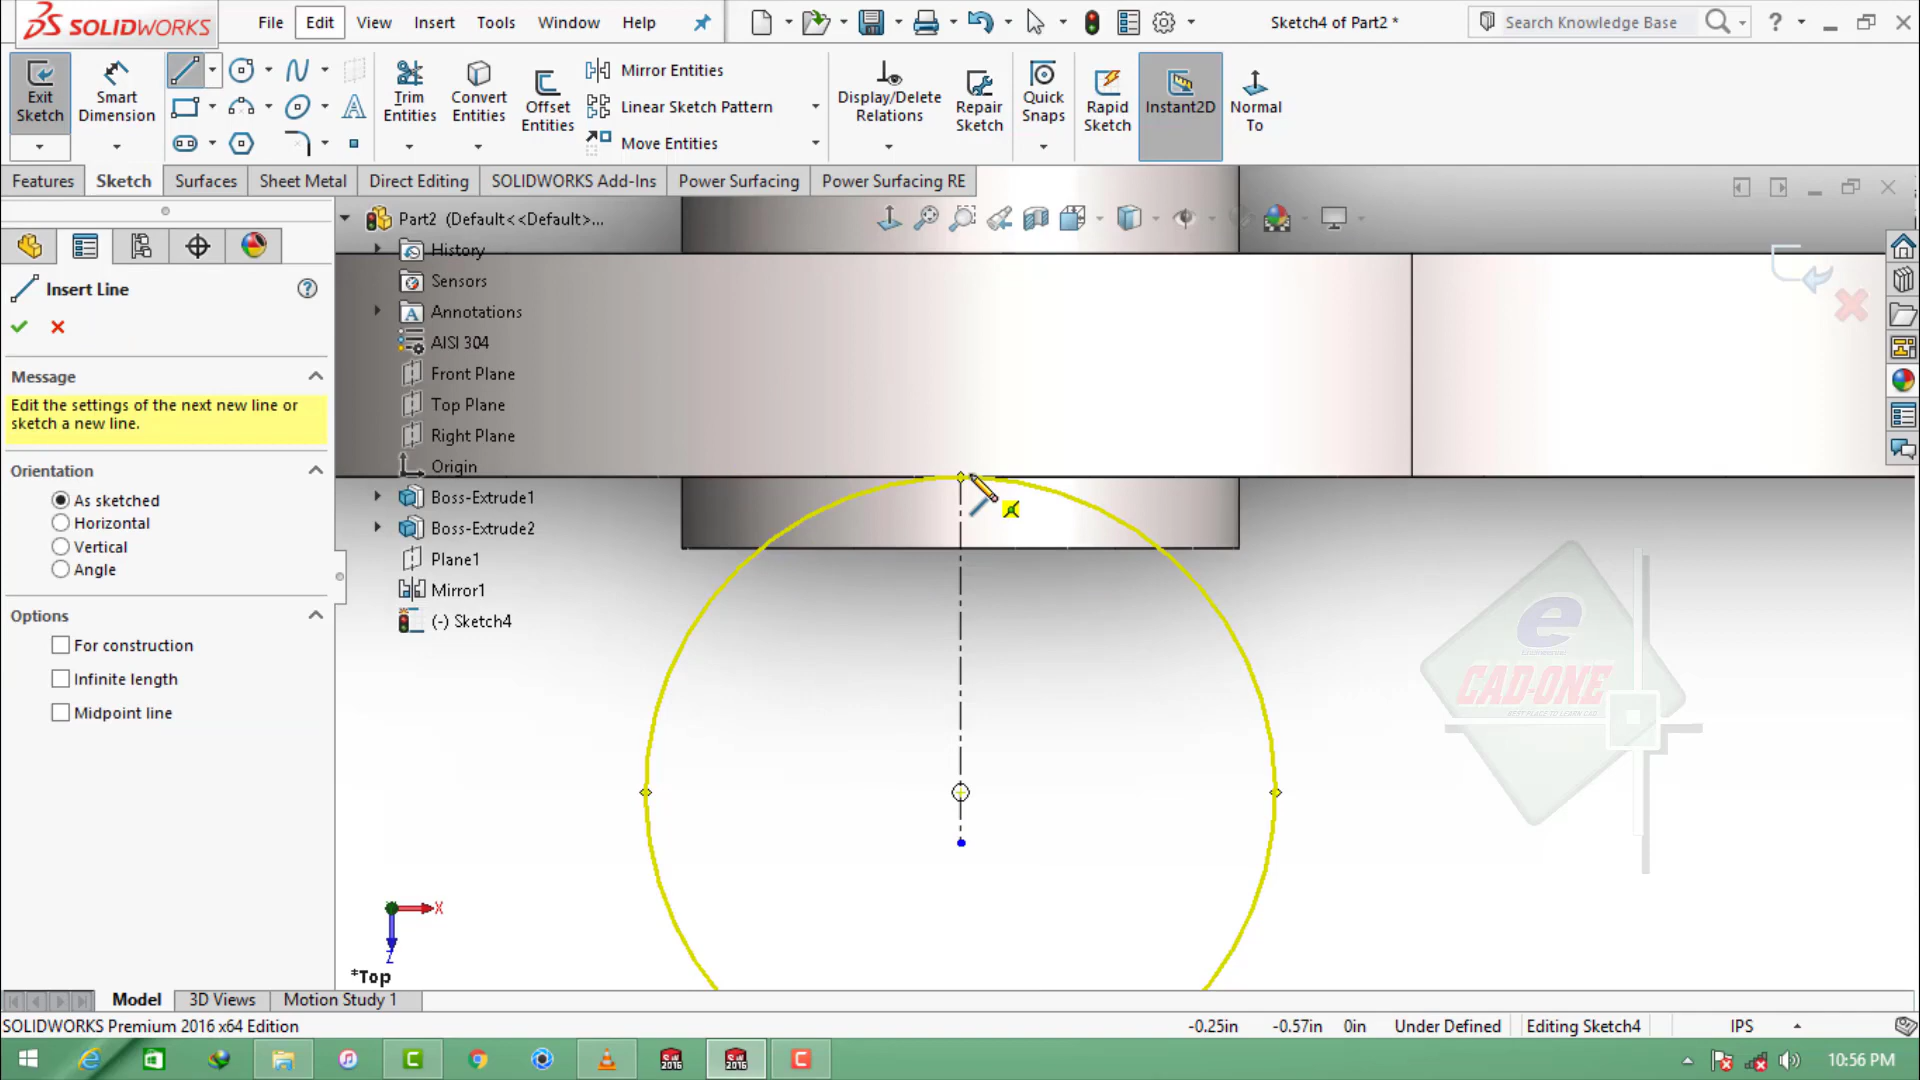 SOLIDWORKS
File Edit View Insert Tools Window Help
Sketch4 of Part2 *
Search Knowledge Base
Exit Sketch
Smart Dimension
Trim Entities
Convert Entities
Offset Entities
Mirror Entities
Linear Sketch Pattern
Move Entities
Display/Delete Relations
Repair Sketch
Quick Snaps
Rapid Sketch
Instant2D
Normal To
Features Sketch Surfaces Sheet Metal Direct Editing SOLIDWORKS Add-Ins Power Surfacing Power Surfacing RE
Part2 (Default<<Default>...
History
Sensors
Annotations
AISI 304
Front Plane
Top Plane
Right Plane
Origin
Boss-Extrude1
Boss-Extrude2
Plane1
Mirror1
(-) Sketch4
Insert Line
Message
Edit the settings of the next new line or
sketch a new line.
Orientation
As sketched
Horizontal
Vertical
Angle
Options
For construction
Infinite length
Midpoint line
e
CAD-ONE
BEST PLACE TO LEARN CAD
X
Z
*Top
Model 3D Views Motion Study 1
SOLIDWORKS Premium 2016 x64 Edition
-0.25in -0.57in 0in Under Defined Editing Sketch4 IPS
10:56 PM